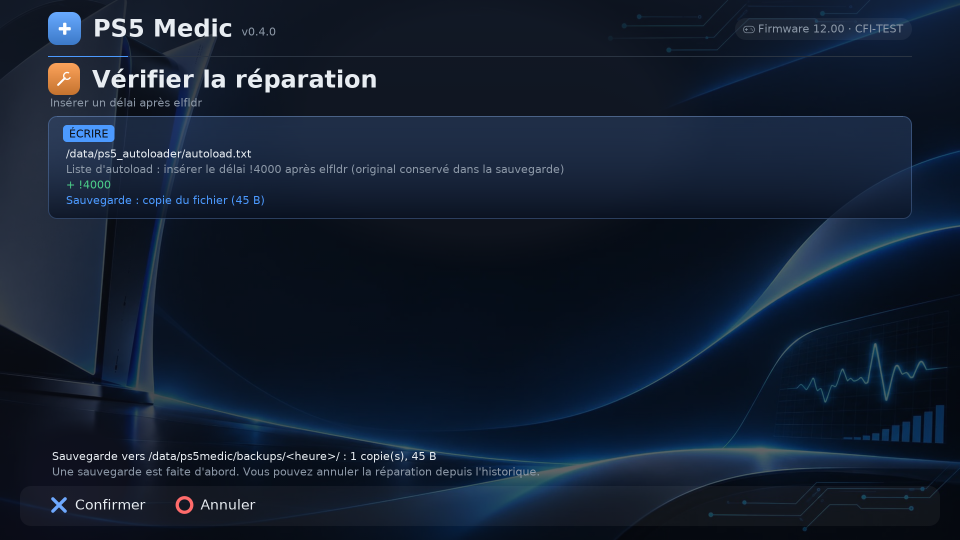 PS5 Medic v0.4.0
Firmware 12.00 · CFI-TEST
Vérifier la réparation
Insérer un délai après elfldr
ÉCRIRE
/data/ps5_autoloader/autoload.txt
Liste d'autoload : insérer le délai !4000 après elfldr (original conservé dans la sauvegarde)
+ !4000
Sauvegarde : copie du fichier (45 B)
Sauvegarde vers /data/ps5medic/backups/<heure>/ : 1 copie(s), 45 B
Une sauvegarde est faite d'abord. Vous pouvez annuler la réparation depuis l'historique.
Confirmer
Annuler